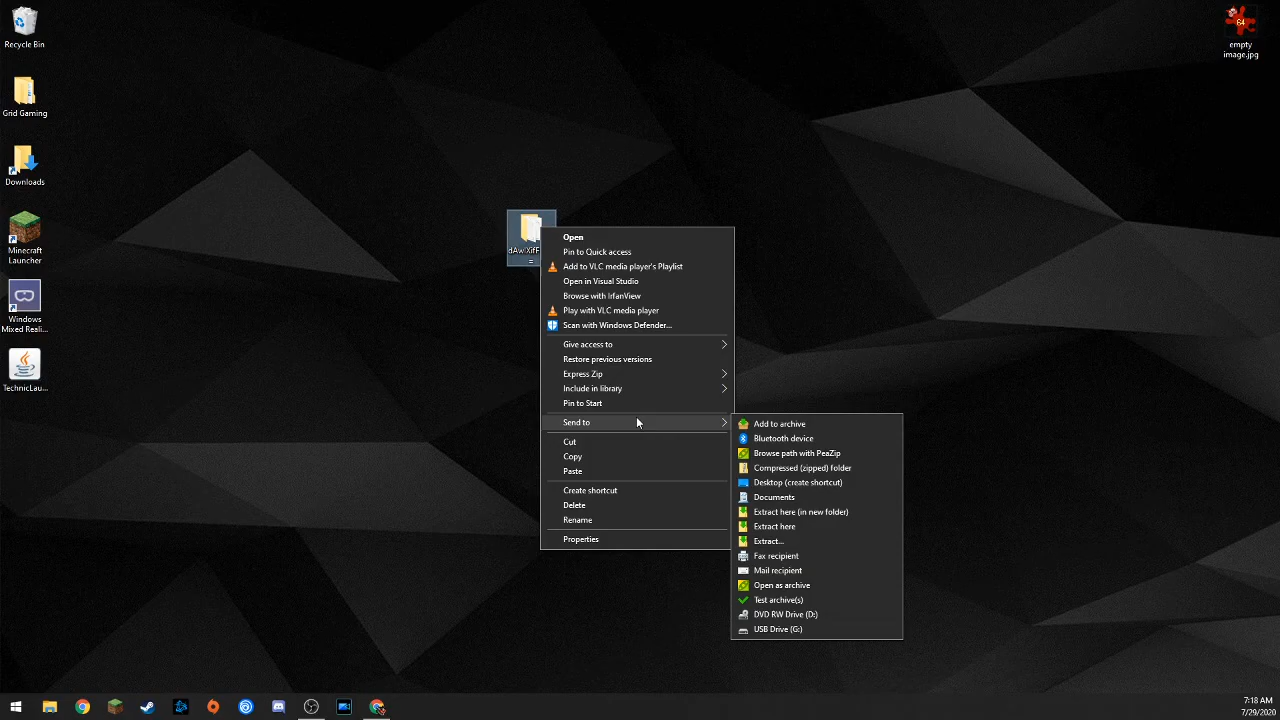 Recycle Bin
Grid Gaming
Downloads
Minecraft
Launcher
Windows
Mixed Reali...
TechnicLau...
64
empty
image.jpg
=
Open
Pin to Quick access
Add to VLC media player's Playlist
Open in Visual Studio
Browse with IrfanView
Play with VLC media player
Scan with Windows Defender...
Give access to
Restore previous versions
Express Zip
Include in library
Pin to Start
Send to
Cut
Copy
Paste
Create shortcut
Delete
Rename
Properties
Add to archive
Bluetooth device
Browse path with PeaZip
Compressed (zipped) folder
Desktop (create shortcut)
Documents
Extract here (in new folder)
Extract here
Extract...
Fax recipient
Mail recipient
Open as archive
Test archive(s)
DVD RW Drive (D:)
USB Drive (G:)
7:18 AM
7/29/2020